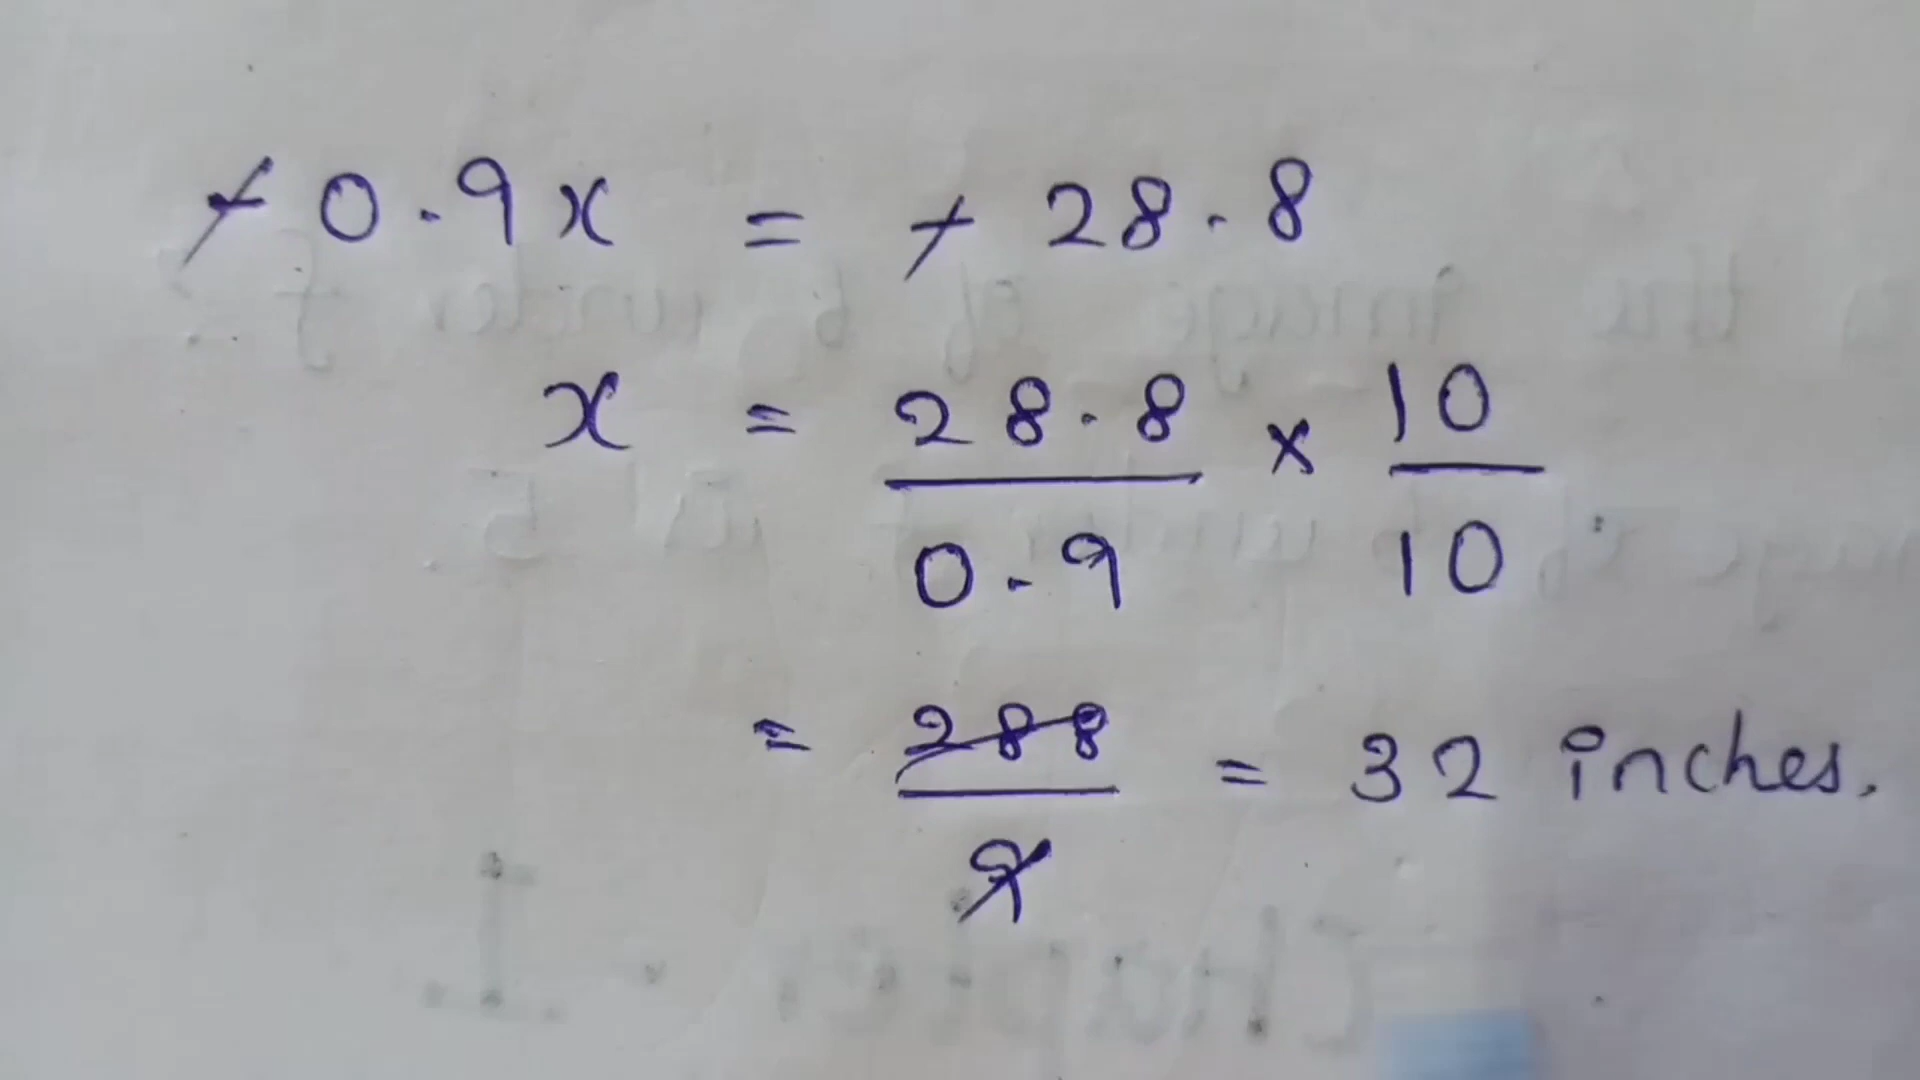 - 0.9x = - 28.8
x = 28.8/0.9 × 10/10
= 288/9 = 32 inches.